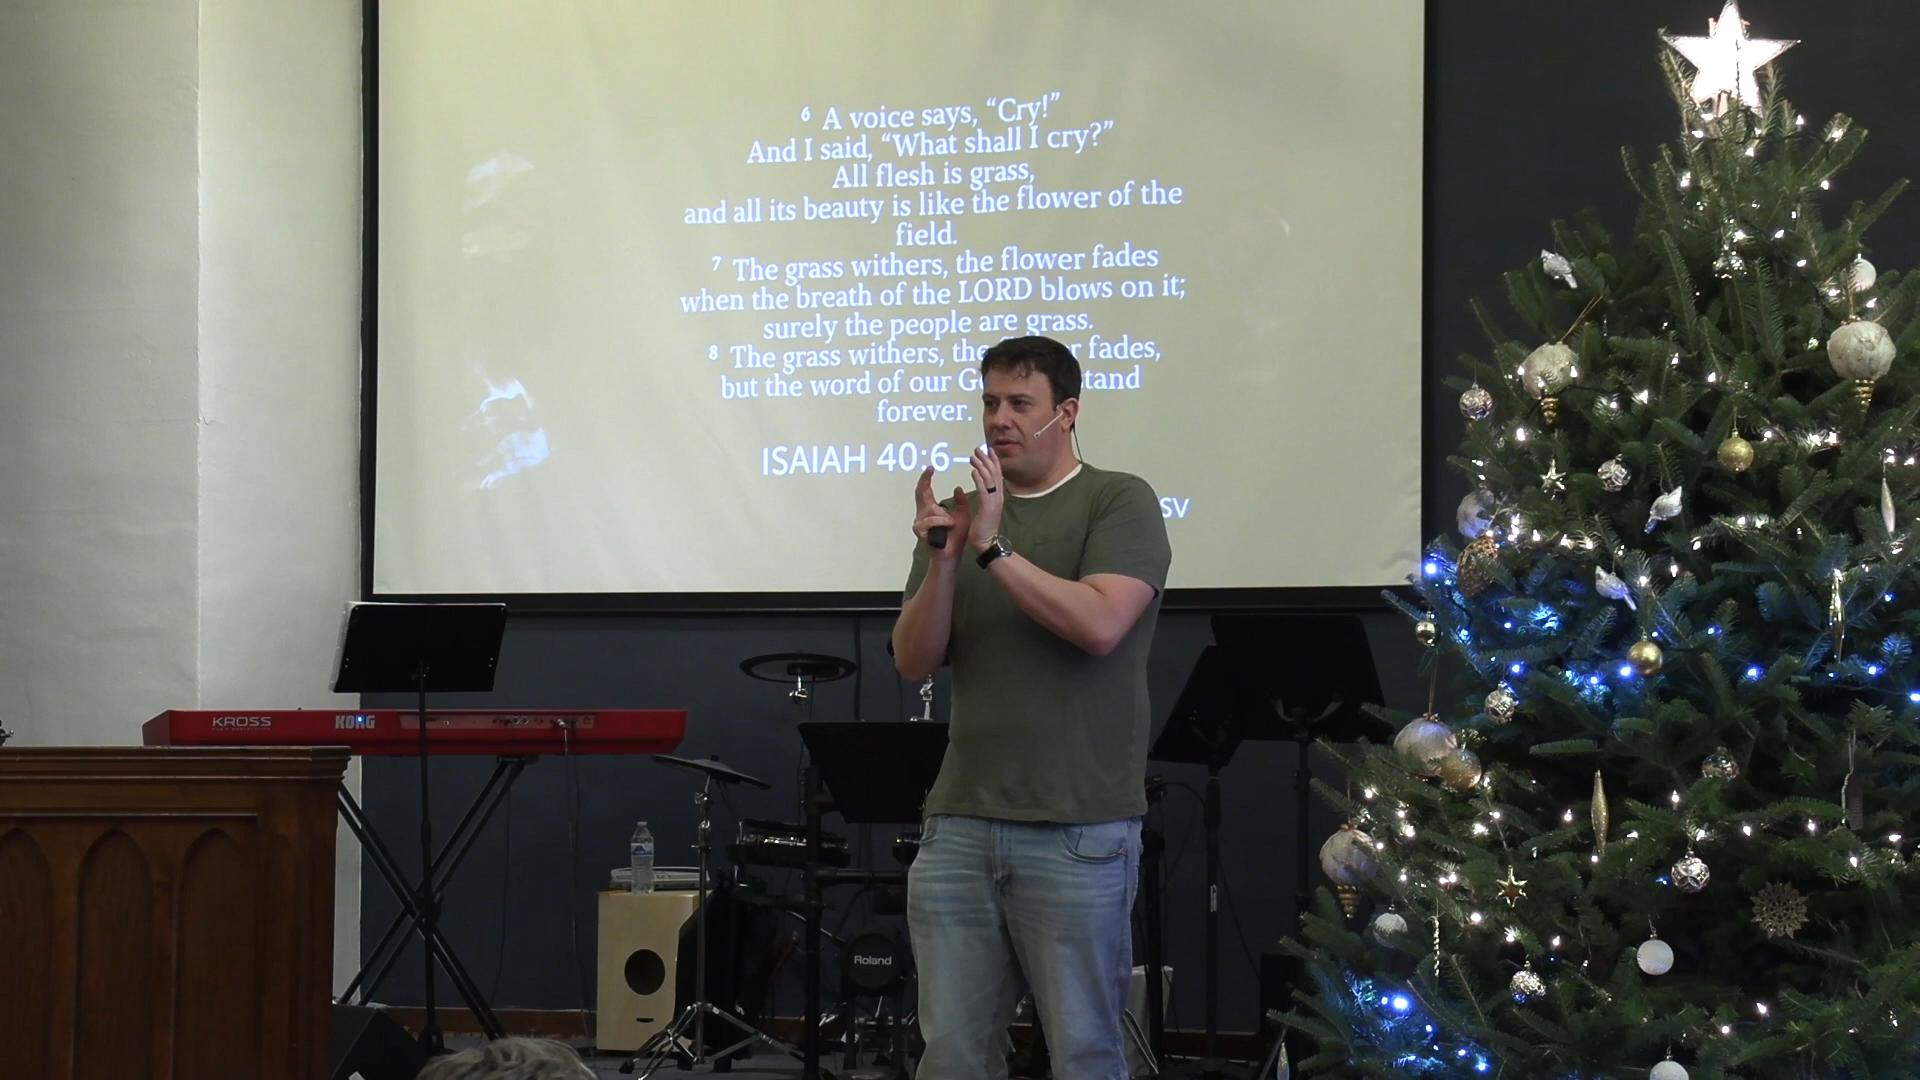 6 A voice says, “Cry!”
And I said, “What shall I cry?”
All flesh is grass,
and all its beauty is like the flower of the
field.
7 The grass withers, the flower fades
when the breath of the LORD blows on it;
surely the people are grass.
8 The grass withers, the fades,
but the word of our
forever.
ISAIAH 40:6–
SV
KROSS
KORG
Roland